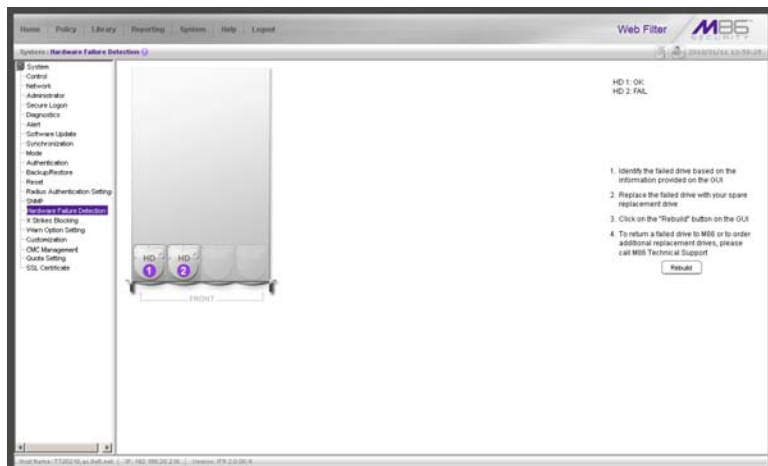 Home Policy Library Reporting System Help Logout
Web Filter
M86
SECURITY
System : Hardware Failure Detection
System
Control
Network
Administrator
Secure Logon
Diagnostics
Alert
Software Update
Synchronization
Mode
Authentication
Backup/Restore
Reset
Radius Authentication Setting
SNMP
Hardware Failure Detection
X Strikes Blocking
Warn Option Setting
Customization
CMC Management
Quota Setting
SSL Certificate
HD 1
HD 2
FRONT
HD 1: OK
HD 2: FAIL
1. Identify the failed drive based on the
information provided on the GUI
2. Replace the failed drive with your spare
replacement drive
3. Click on the "Rebuild" button on the GUI
4. To return a failed drive to M86 or to order
additional replacement drives, please
call M86 Technical Support
Rebuild
Host Name: